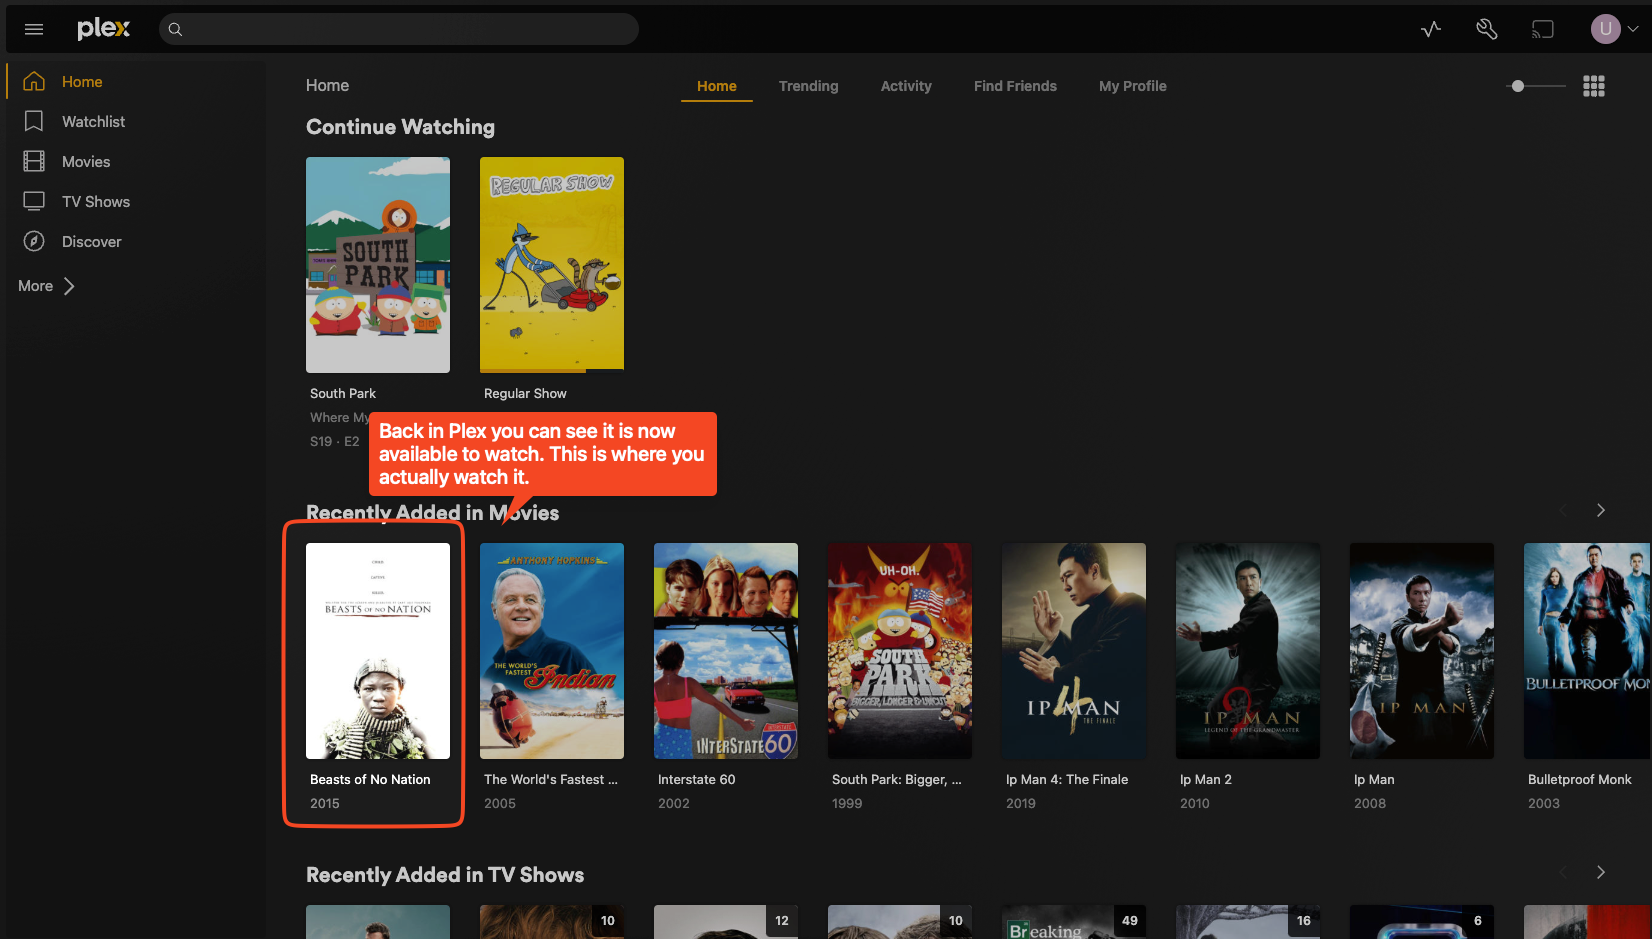 plex
U
Home
Watchlist
Movies
TV Shows
Discover
More
Home
Home
Trending
Activity
Find Friends
My Profile
Continue Watching
SOUTH
PARK
REGULAR SHOW
South Park
Regular Show
Where My
S19 · E2
Back in Plex you can see it is now
available to watch. This is where you
actually watch it.
Recently Added in Movies
BEASTS OF NO NATION
ANTHONY HOPKINS
THE WORLD'S
FASTEST
Indian
INTERSTATE 60
UH-OH.
SOUTH
PARK
BIGGER, LONGER & UNCUT
IP MAN
4
THE FINALE
2
IP MAN
LEGEND OF THE GRANDMASTER
IP MAN
BULLETPROOF MON
Beasts of No Nation
2015
The World's Fastest ...
2005
Interstate 60
2002
South Park: Bigger, ...
1999
Ip Man 4: The Finale
2019
Ip Man 2
2010
Ip Man
2008
Bulletproof Monk
2003
Recently Added in TV Shows
10
12
10
Breaking
49
16
6